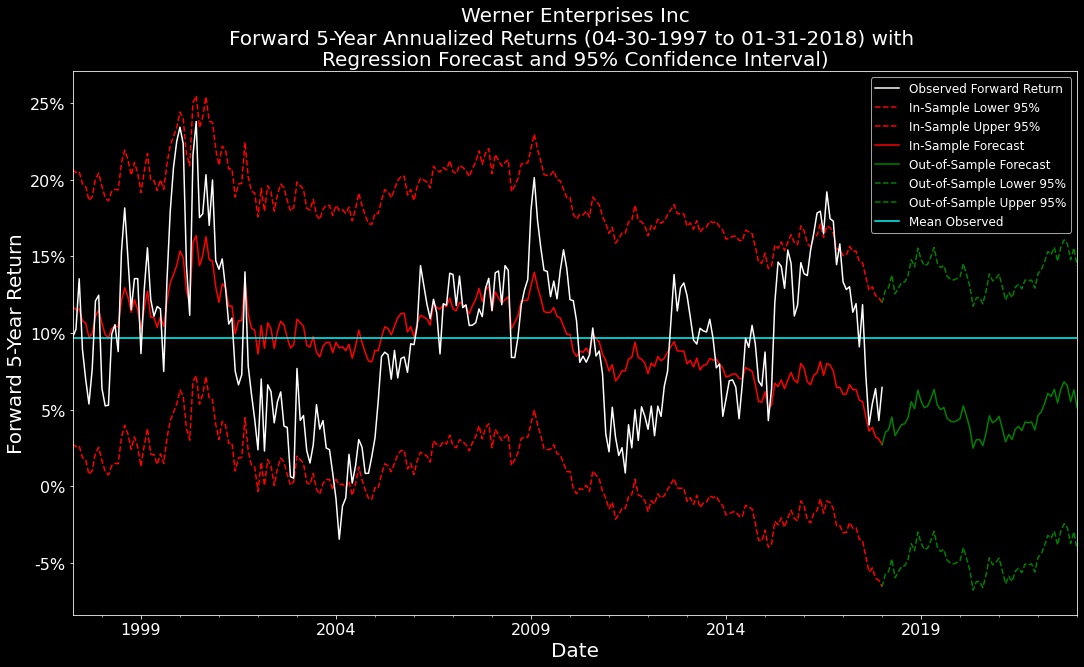 Werner Enterprises Inc
Forward 5-Year Annualized Returns (04-30-1997 to 01-31-2018) with
Regression Forecast and 95% Confidence Interval)
Observed Forward Return
In-Sample Lower 95%
In-Sample Upper 95%
In-Sample Forecast
Out-of-Sample Forecast
Out-of-Sample Lower 95%
Out-of-Sample Upper 95%
Mean Observed
Forward 5-Year Return
25%
20%
15%
10%
5%
0%
-5%
1999
2004
2009
2014
2019
Date